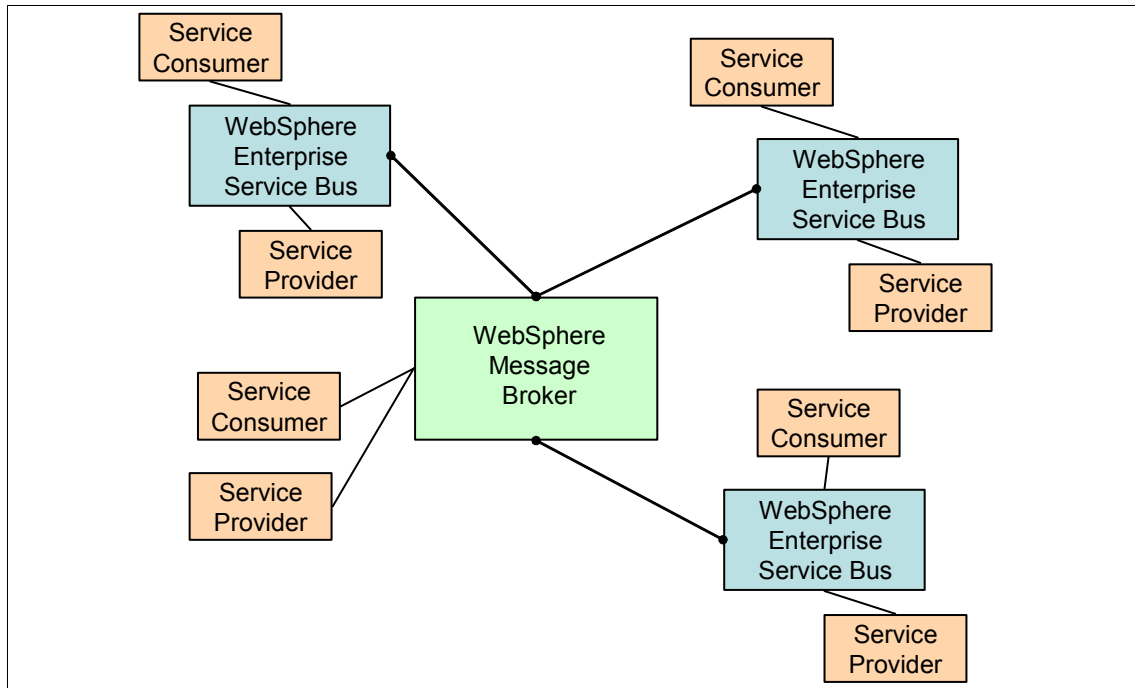 Service
Consumer
WebSphere
Enterprise
Service Bus
Service
Provider
Service
Consumer
WebSphere
Enterprise
Service Bus
Service
Provider
WebSphere
Message
Broker
Service
Consumer
Service
Provider
Service
Consumer
WebSphere
Enterprise
Service Bus
Service
Provider